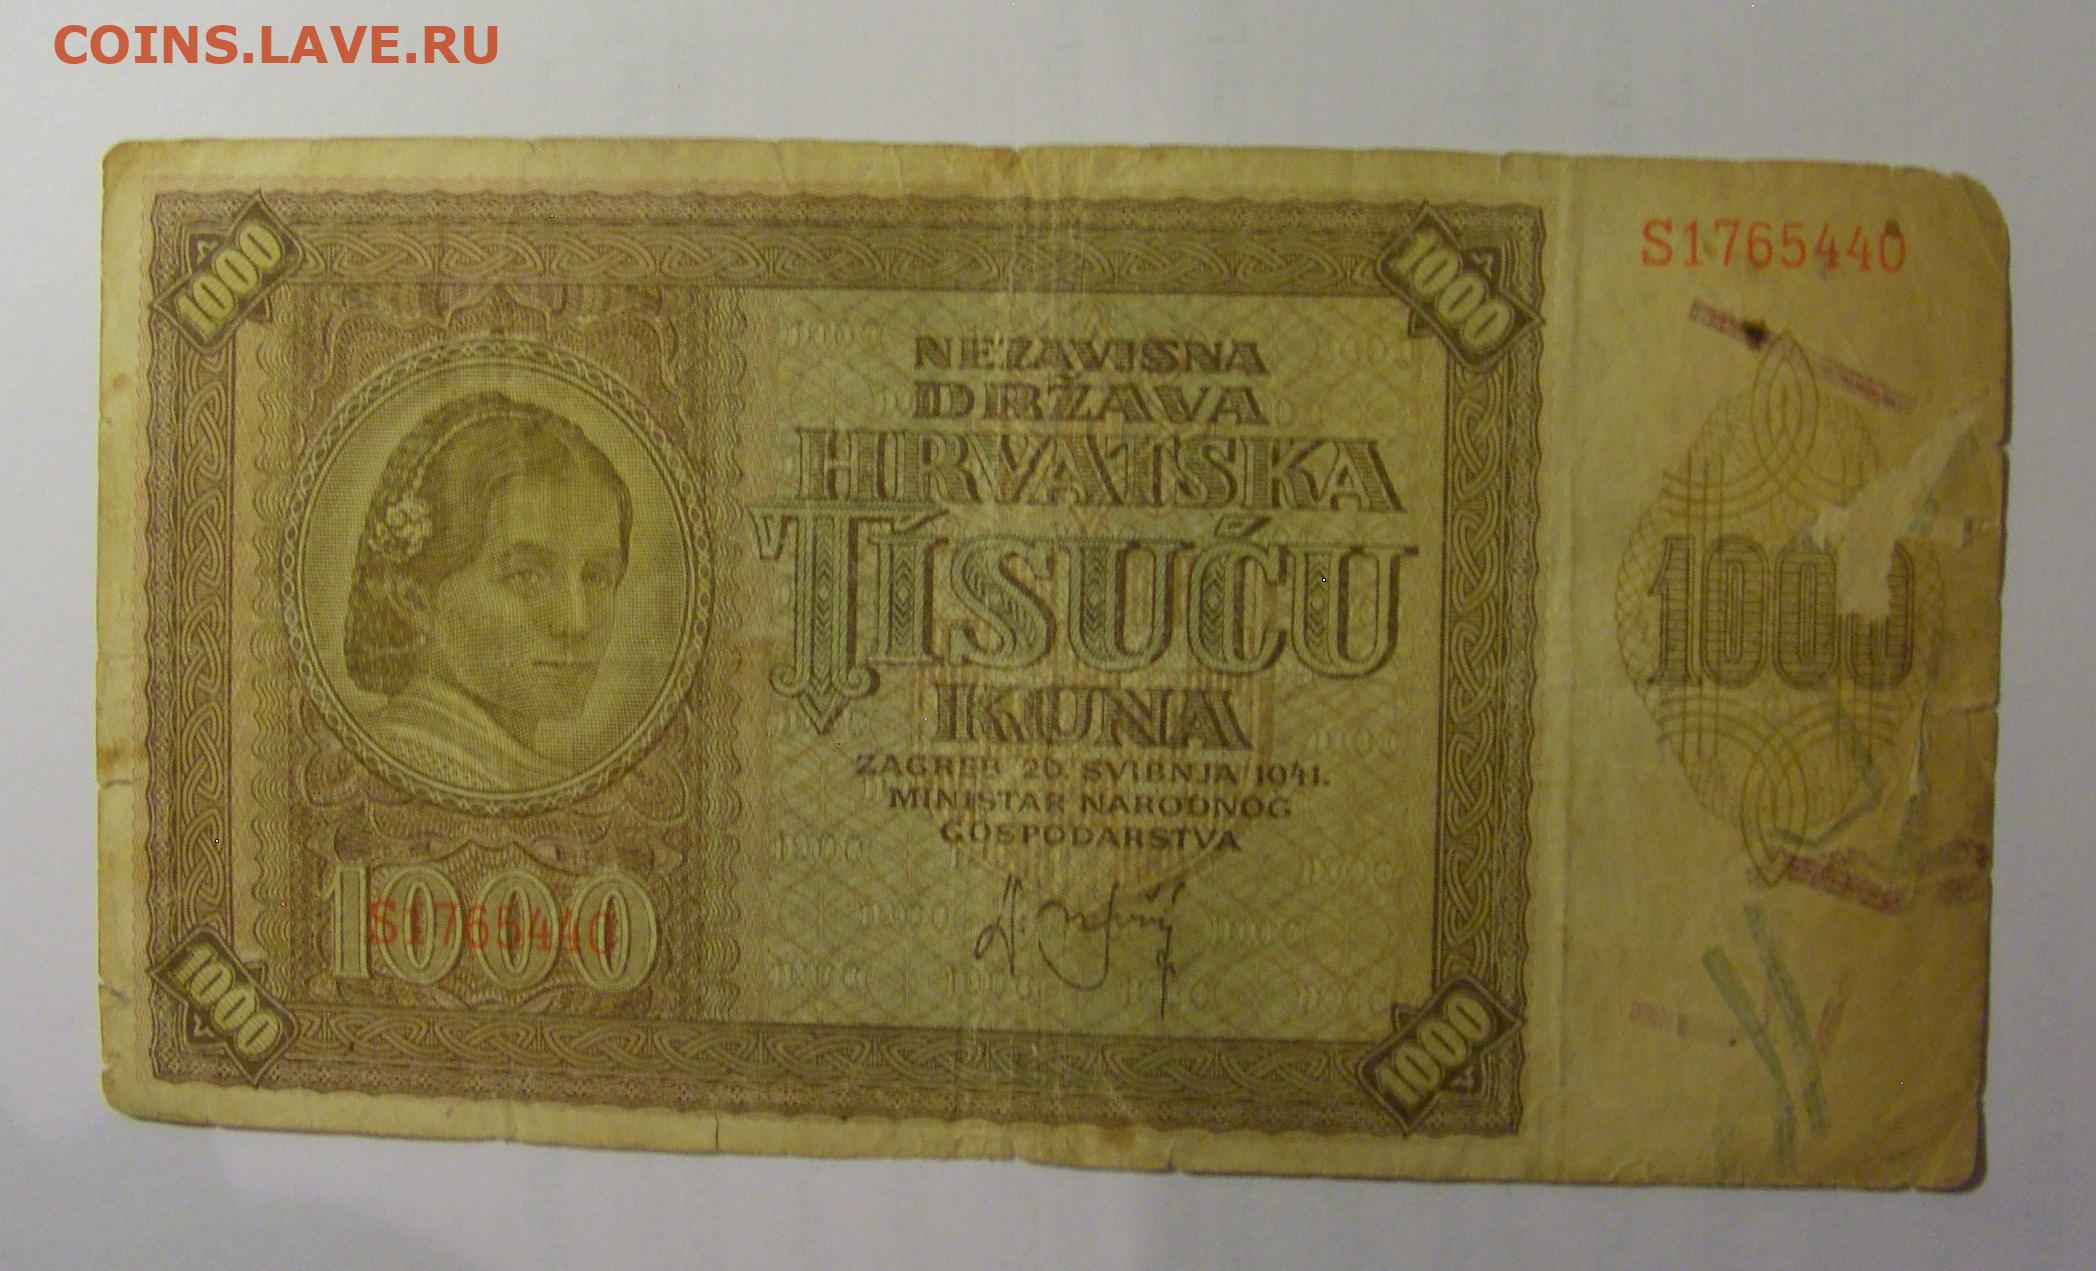 COINS.LAVE.RU
1000
1000
S1765440
NEZAVISNA
DRŽAVA
HRVATSKA
TISUĆU
KUNA
1000
ZAGREB 26. SVIBNJA 1941.
MINISTAR NARODNOG
GOSPODARSTVA
1000
S1765440
1000
1000